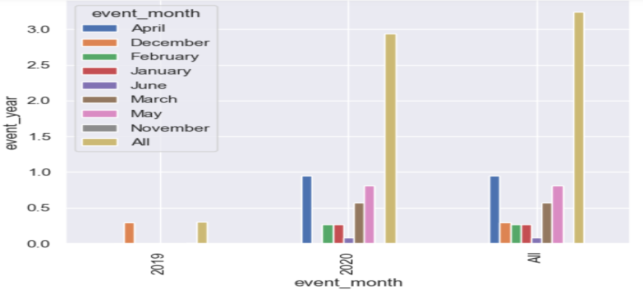 event_month
April
December
February
January
June
March
May
November
All
3.0
2.5
2.0
1.5
1.0
0.5
0.0
event_year
2019
2020
All
event_month